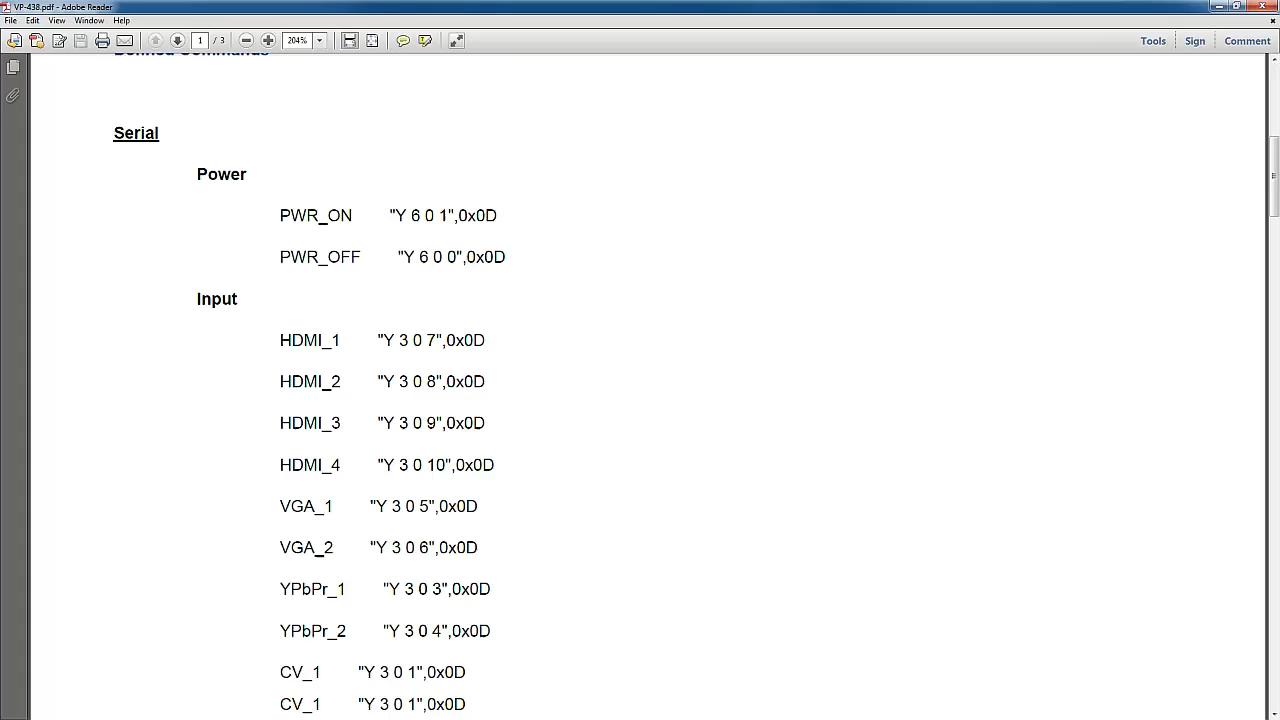 VP-438.pdf - Adobe Reader
File Edit View Window Help
1 / 3 204% Tools Sign Comment
Defined Commands
Serial
Power
PWR_ON "Y 6 0 1",0x0D
PWR_OFF "Y 6 0 0",0x0D
Input
HDMI_1 "Y 3 0 7",0x0D
HDMI_2 "Y 3 0 8",0x0D
HDMI_3 "Y 3 0 9",0x0D
HDMI_4 "Y 3 0 10",0x0D
VGA_1 "Y 3 0 5",0x0D
VGA_2 "Y 3 0 6",0x0D
YPbPr_1 "Y 3 0 3",0x0D
YPbPr_2 "Y 3 0 4",0x0D
CV_1 "Y 3 0 1",0x0D
CV_1 "Y 3 0 1",0x0D